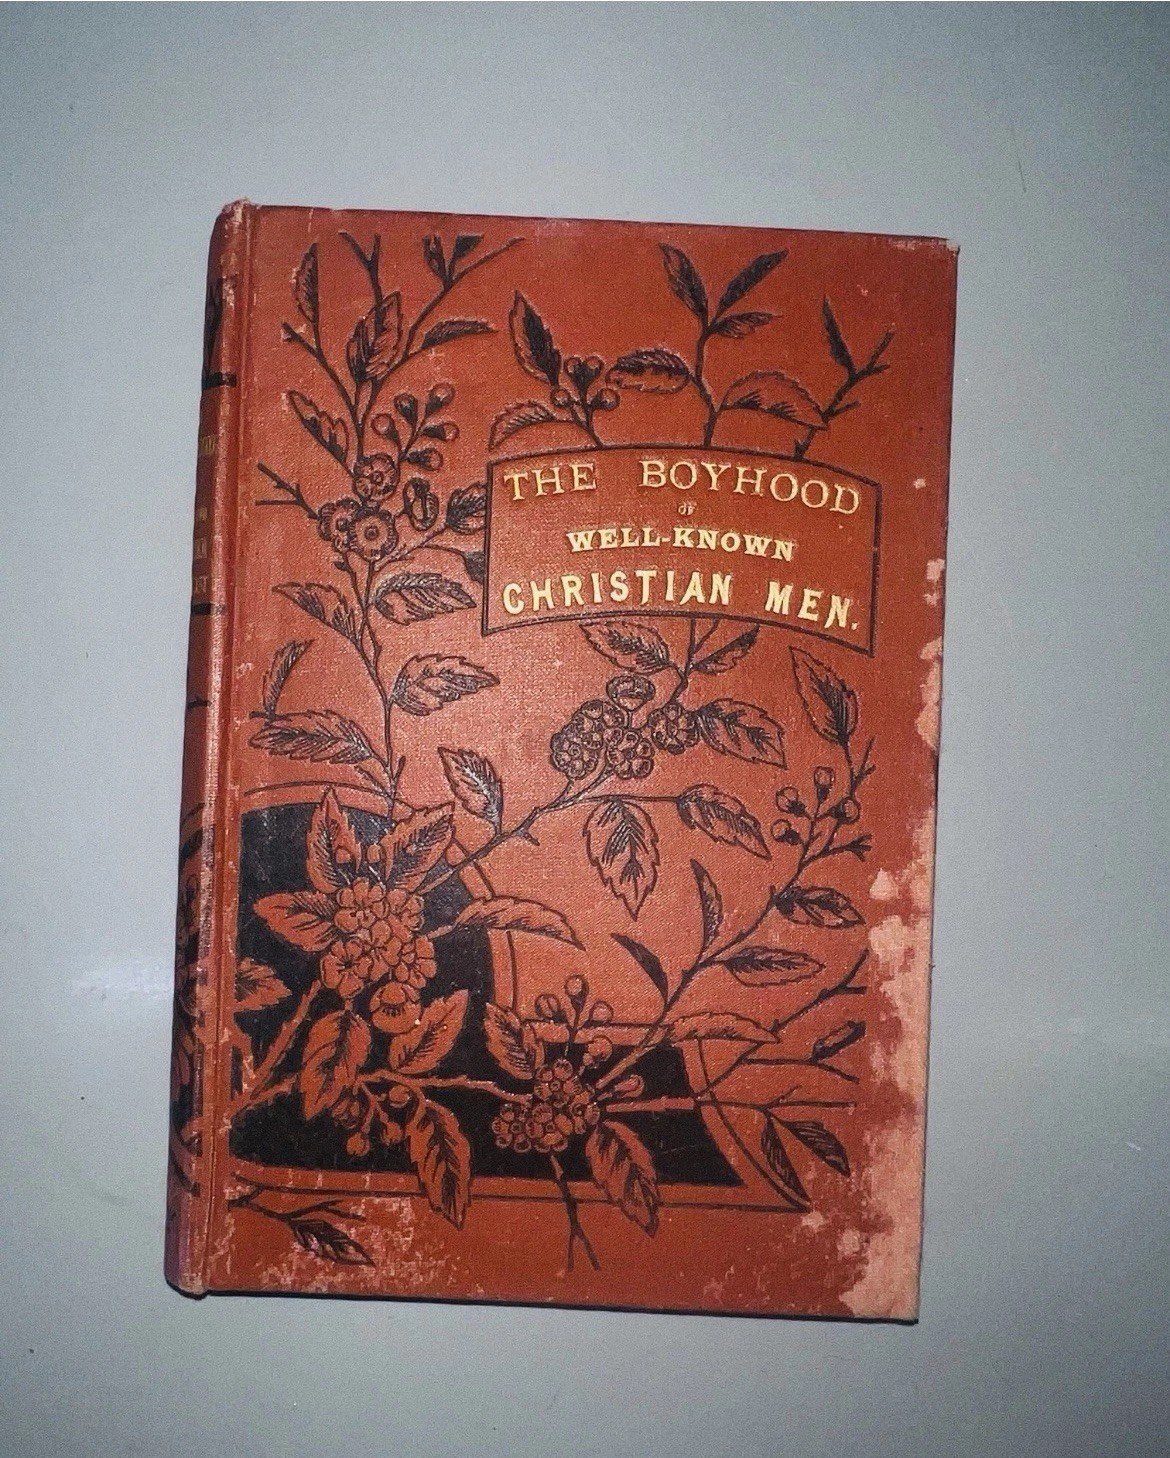 THE BOYHOOD
OF
WELL-KNOWN
CHRISTIAN MEN.